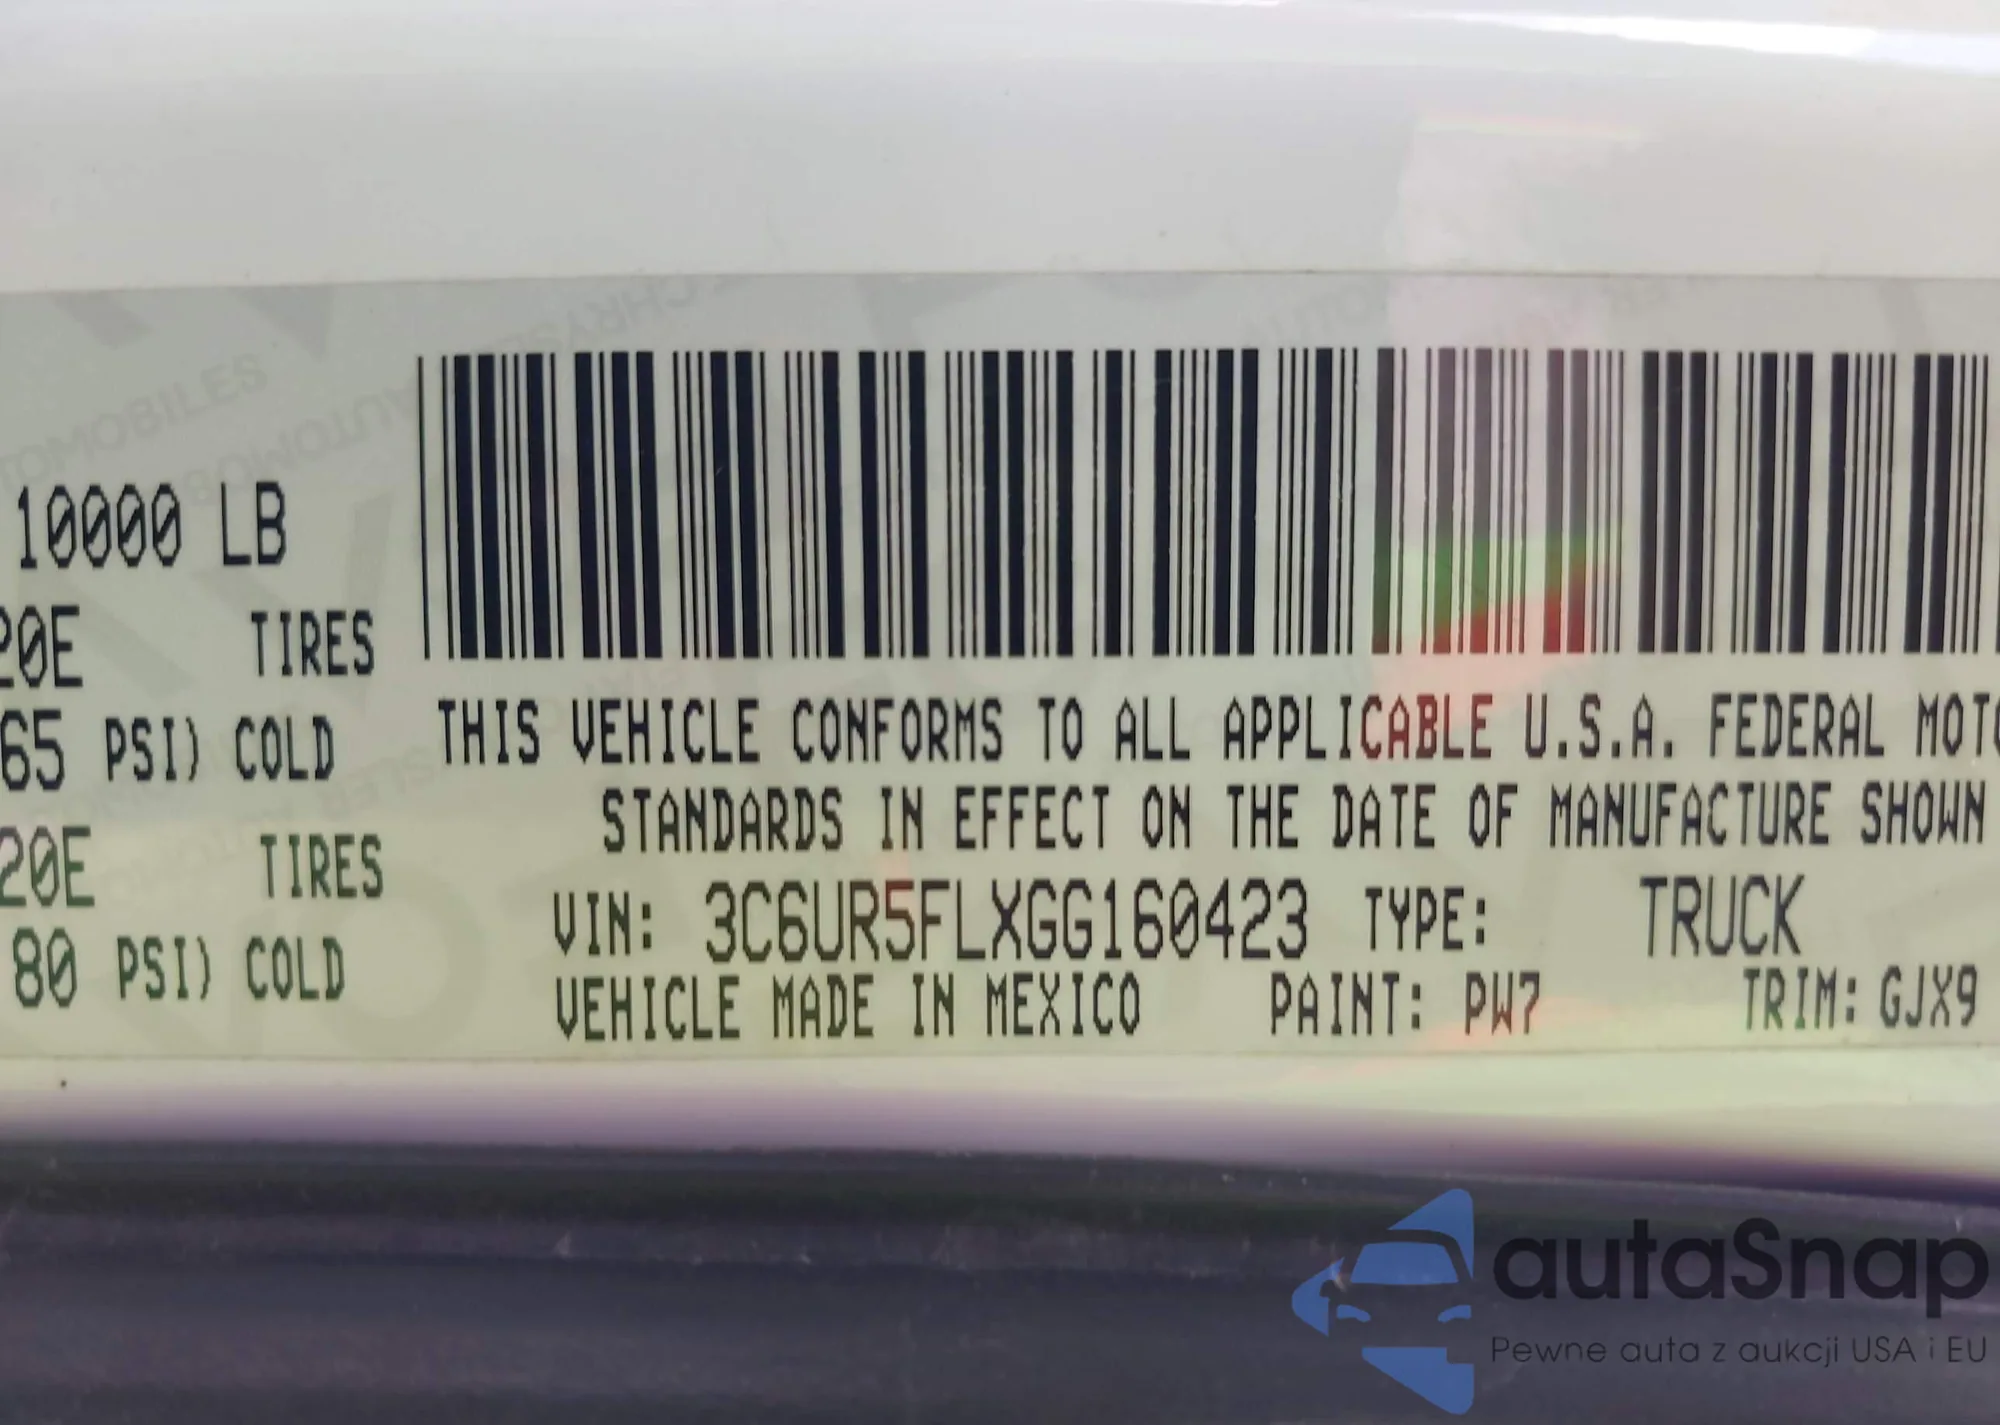 10000 LB
20E TIRES
65 PSI) COLD
20E TIRES
80 PSI) COLD
THIS VEHICLE CONFORMS TO ALL APPLICABLE U.S.A. FEDERAL MOTO
STANDARDS IN EFFECT ON THE DATE OF MANUFACTURE SHOWN
VIN: 3C6UR5FLXGG160423 TYPE: TRUCK
VEHICLE MADE IN MEXICO PAINT: PW7 TRIM: GJX9
autaSnap
Pewne auta z aukcji USA i EU